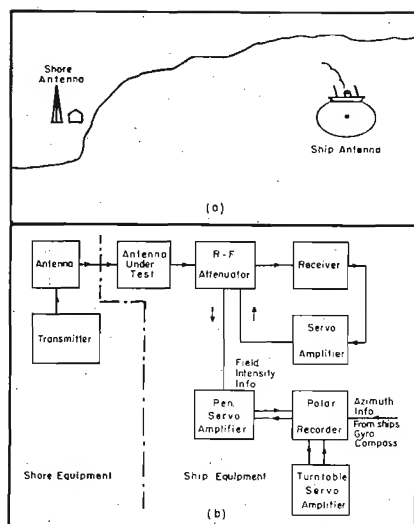 Shore
Antenna
Ship Antenna
(a)
Antenna
Antenna
Under
Test
R-F
Attenuator
Receiver
Transmitter
Servo
Amplifier
Field
Intensity
Info
Pen.
Servo
Amplifier
Polar
Recorder
Azimuth
Info
From ships
Gyro
Compass
Shore Equipment
Ship Equipment
Turntable
Servo
Amplifier
(b)